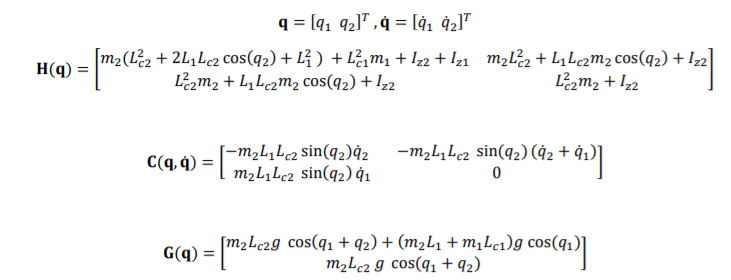 q = [q₁ q₂]ᵀ , q̇ = [q̇₁ q̇₂]ᵀ
H(q) = [m₂(L²c₂ + 2L₁Lc₂ cos(q₂) + L²₁ ) + L²c₁m₁ + Iz₂ + Iz₁ m₂L²c₂ + L₁Lc₂m₂ cos(q₂) + Iz₂
L²c₂m₂ + L₁Lc₂m₂ cos(q₂) + Iz₂ L²c₂m₂ + Iz₂]
C(q, q̇) = [−m₂L₁Lc₂ sin(q₂)q̇₂ −m₂L₁Lc₂ sin(q₂)(q̇₂ + q̇₁)
m₂L₁Lc₂ sin(q₂) q̇₁ 0]
G(q) = [m₂Lc₂g cos(q₁ + q₂) + (m₂L₁ + m₁Lc₁)g cos(q₁)
m₂Lc₂ g cos(q₁ + q₂)]